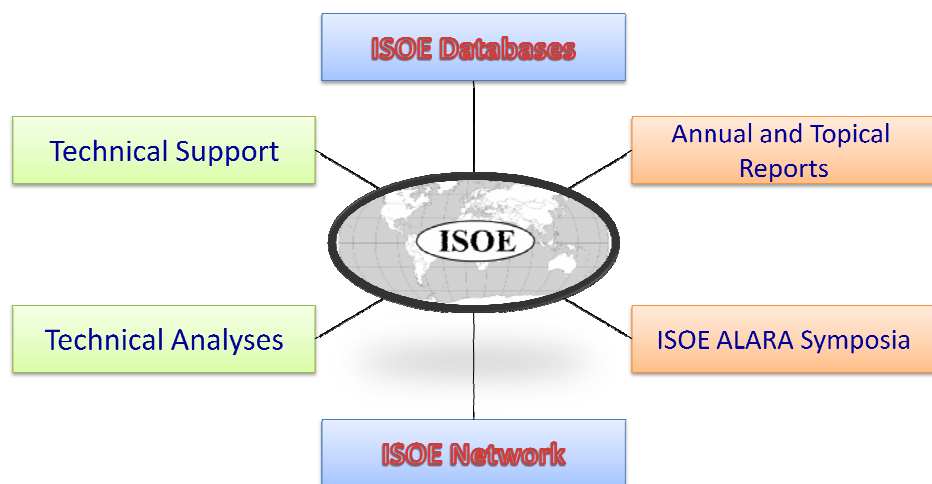 ISOE Databases
Technical Support
Annual and Topical
Reports
ISOE
Technical Analyses
ISOE ALARA Symposia
ISOE Network